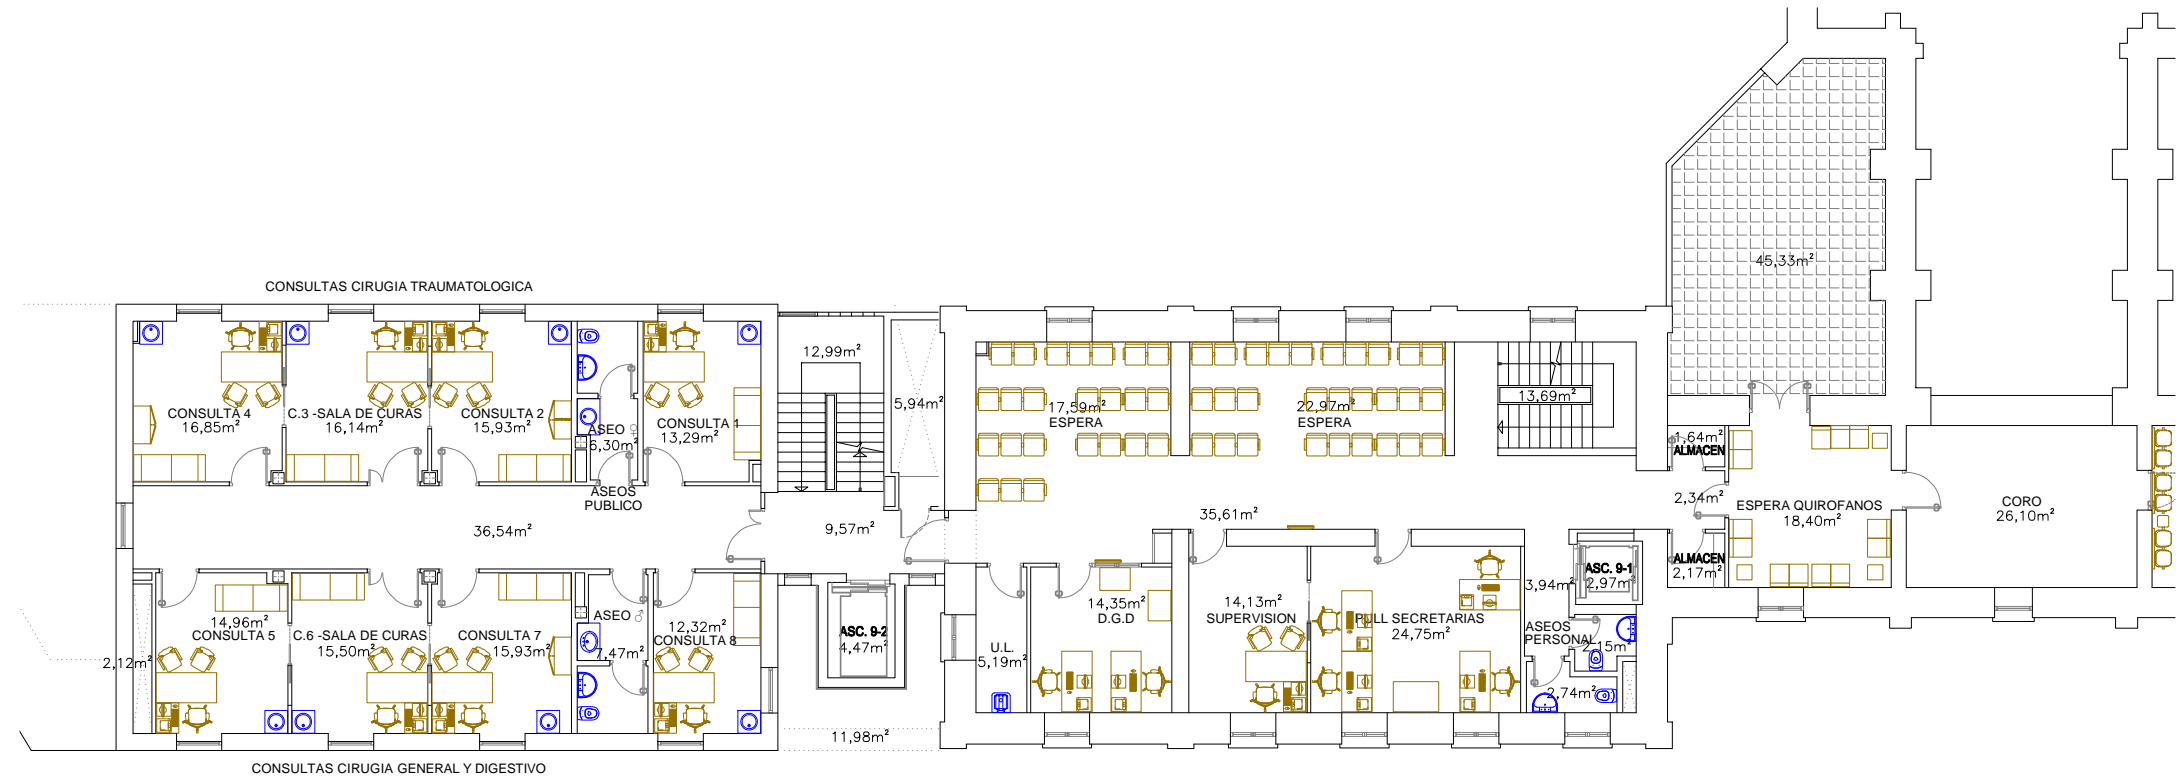 CONSULTAS CIRUGIA TRAUMATOLOGICA
CONSULTA 4
16,85m²
C.3 -SALA DE CURAS
16,14m²
CONSULTA 2
15,93m²
ASEO ♀
6,30m²
CONSULTA 1
13,29m²
ASEOS
PUBLICO
36,54m²
12,99m²
5,94m²
9,57m²
14,96m²
CONSULTA 5
2,12m²
C.6 -SALA DE CURAS
15,50m²
CONSULTA 7
15,93m²
ASEO ♂
7,47m²
12,32m²
CONSULTA 8
ASC. 9-2
4,47m²
11,98m²
CONSULTAS CIRUGIA GENERAL Y DIGESTIVO
17,59m²
ESPERA
22,97m²
ESPERA
13,69m²
35,61m²
U.L.
5,19m²
14,35m²
D.G.D
14,13m²
SUPERVISION
PULL SECRETARIAS
24,75m²
3,94m²
ASC. 9-1
2,97m²
ASEOS
PERSONAL
2,15m²
2,74m²
45,33m²
1,64m²
ALMACEN
2,34m²
ALMACEN
2,17m²
ESPERA QUIROFANOS
18,40m²
CORO
26,10m²